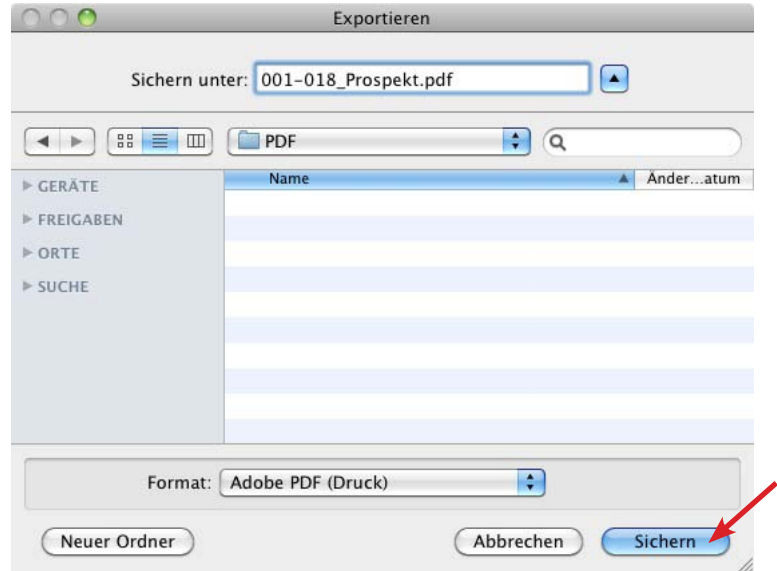 Exportieren
Sichern unter: 001-018_Prospekt.pdf
PDF
Name Änder...atum
GERÄTE
FREIGABEN
ORTE
SUCHE
Format: Adobe PDF (Druck)
Neuer Ordner Abbrechen Sichern